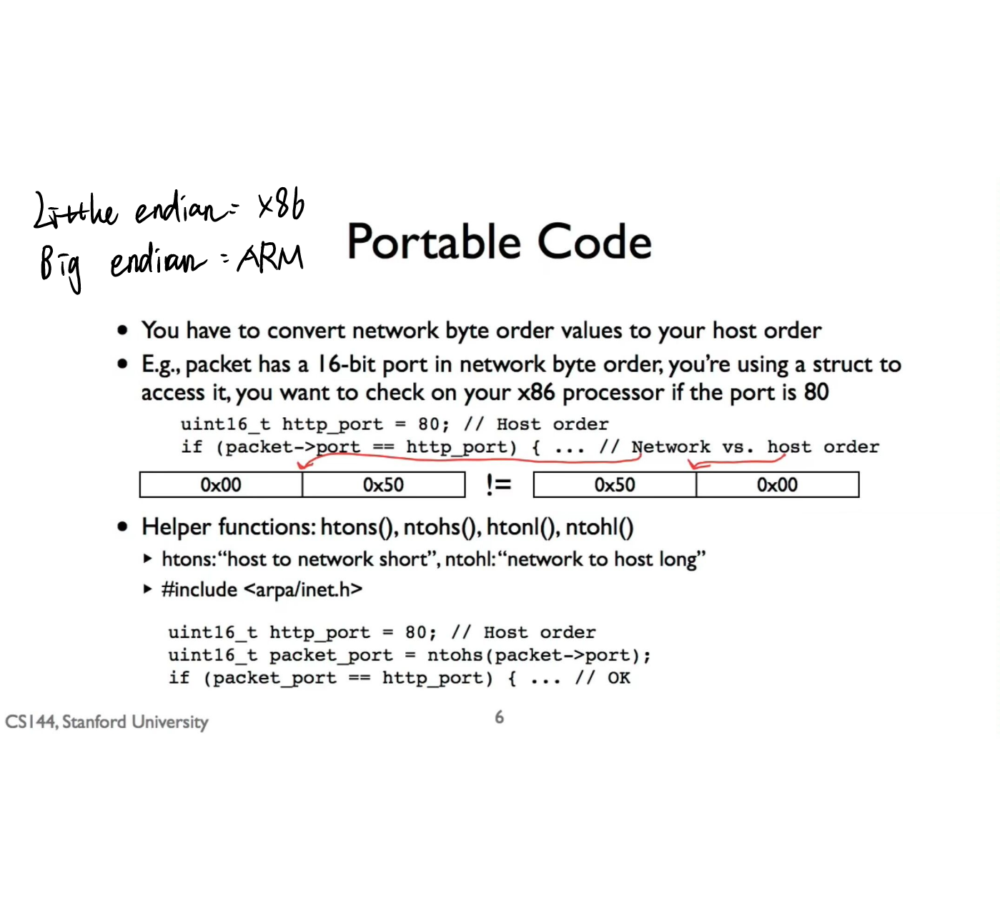 Little endian = x86
Big endian = ARM
Portable Code
• You have to convert network byte order values to your host order
• E.g., packet has a 16-bit port in network byte order, you're using a struct to
access it, you want to check on your x86 processor if the port is 80
uint16_t http_port = 80; // Host order
if (packet->port == http_port) { ... // Network vs. host order
0x00 0x50 != 0x50 0x00
• Helper functions: htons(), ntohs(), htonl(), ntohl()
▸ htons: “host to network short”, ntohl: “network to host long”
▸ #include <arpa/inet.h>
uint16_t http_port = 80; // Host order
uint16_t packet_port = ntohs(packet->port);
if (packet_port == http_port) { ... // OK
CS144, Stanford University
6